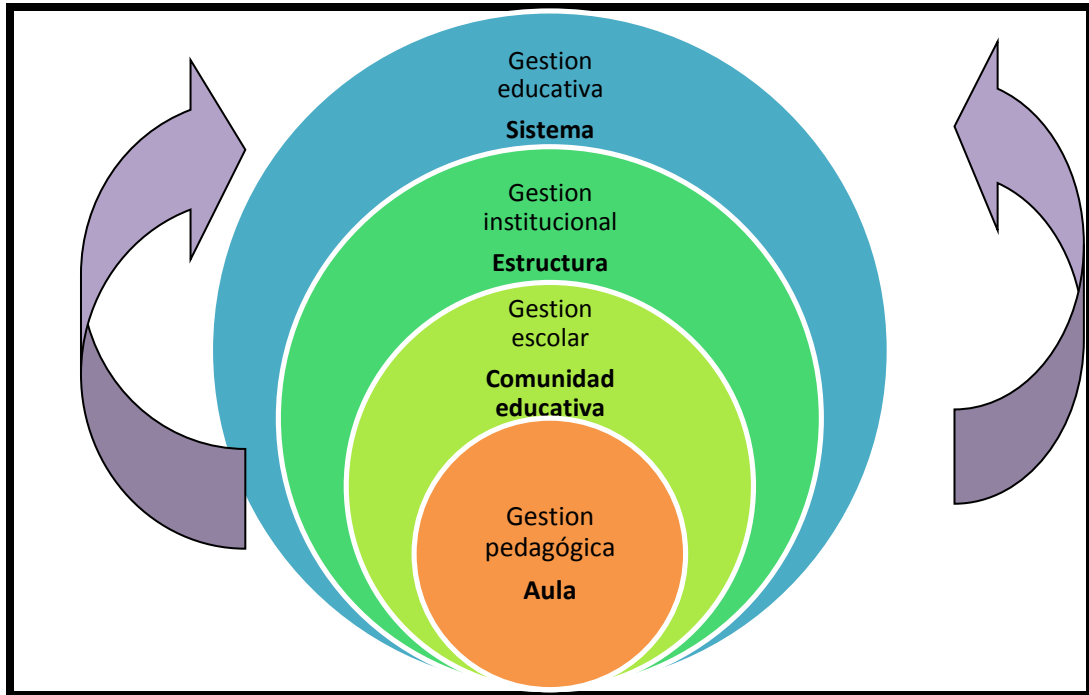 Gestion
educativa
Sistema
Gestion
institucional
Estructura
Gestion
escolar
Comunidad
educativa
Gestion
pedagógica
Aula